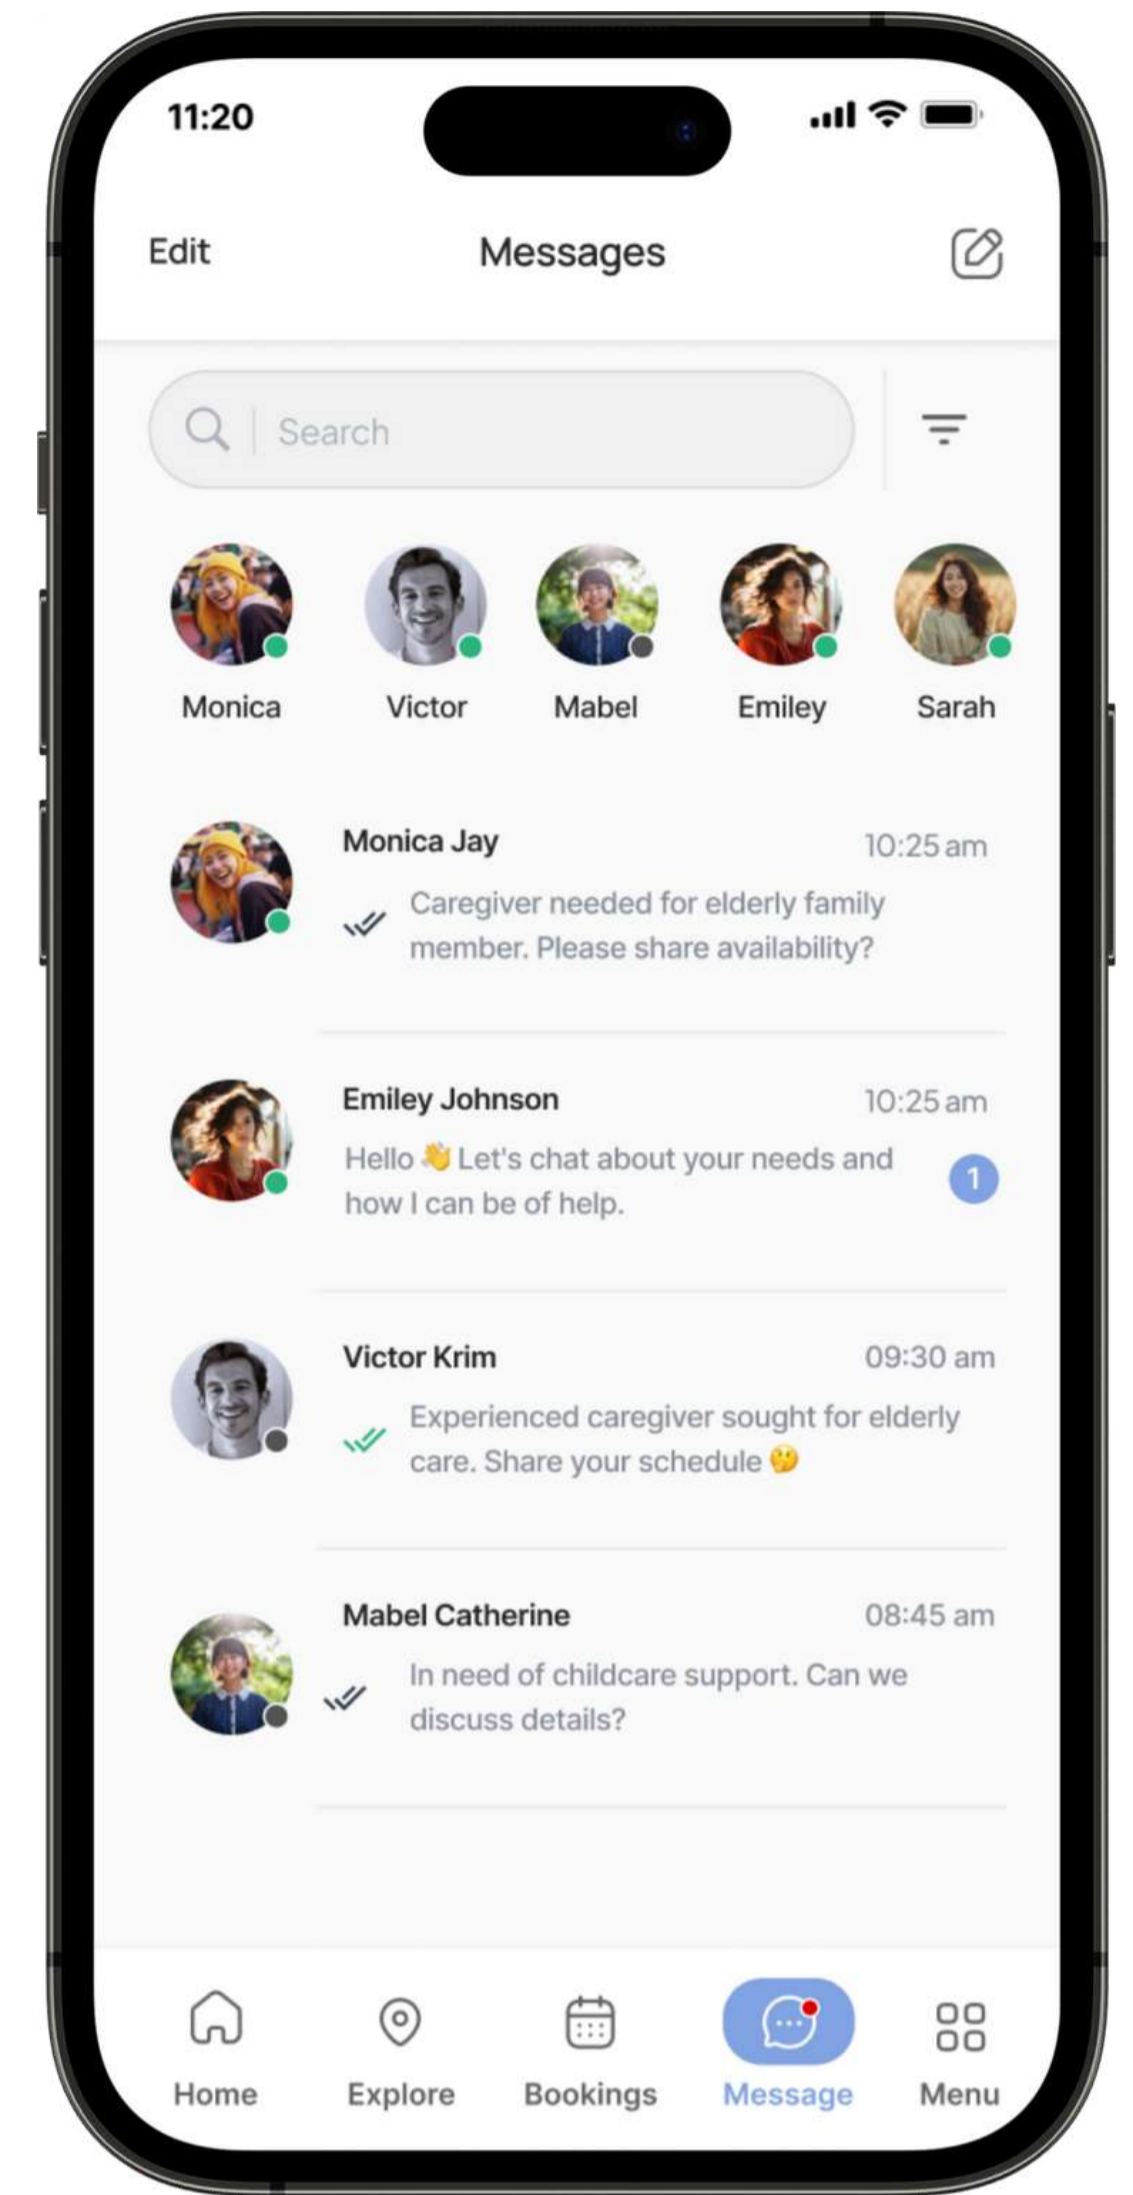 11:20
Edit
Messages
Search
Monica
Victor
Mabel
Emiley
Sarah
Monica Jay
10:25 am
Caregiver needed for elderly family
member. Please share availability?
Emiley Johnson
10:25 am
Hello 👋 Let's chat about your needs and
how I can be of help.
1
Victor Krim
09:30 am
Experienced caregiver sought for elderly
care. Share your schedule 🤔
Mabel Catherine
08:45 am
In need of childcare support. Can we
discuss details?
Home
Explore
Bookings
Message
Menu